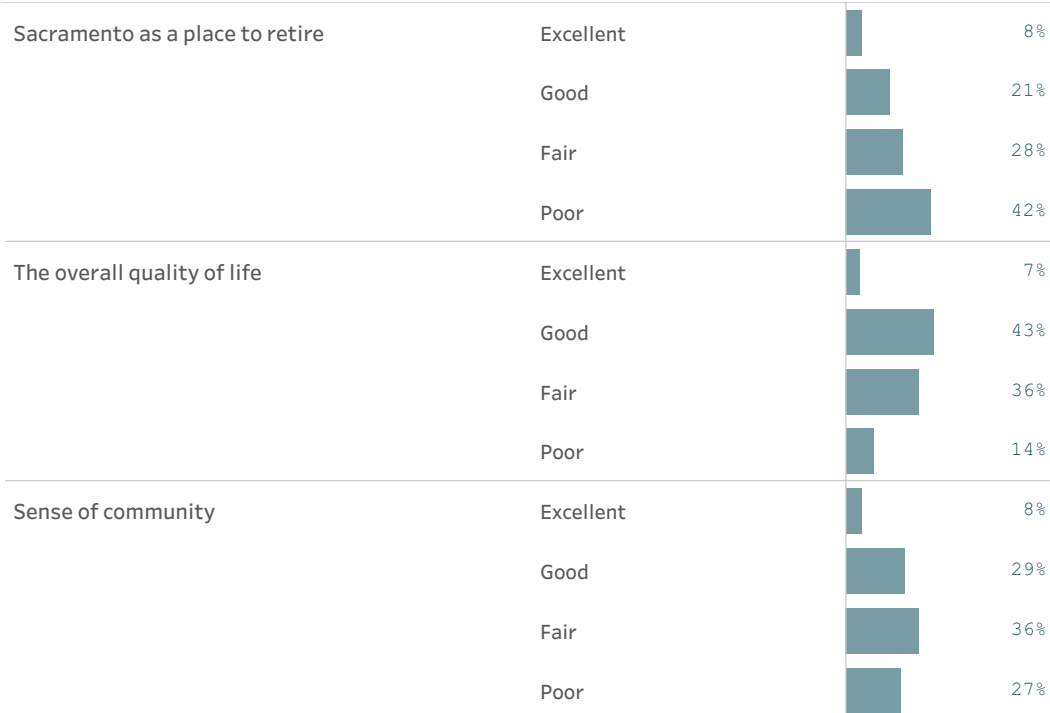 Sacramento as a place to retire Excellent 8%
Good 21%
Fair 28%
Poor 42%
The overall quality of life Excellent 7%
Good 43%
Fair 36%
Poor 14%
Sense of community Excellent 8%
Good 29%
Fair 36%
Poor 27%